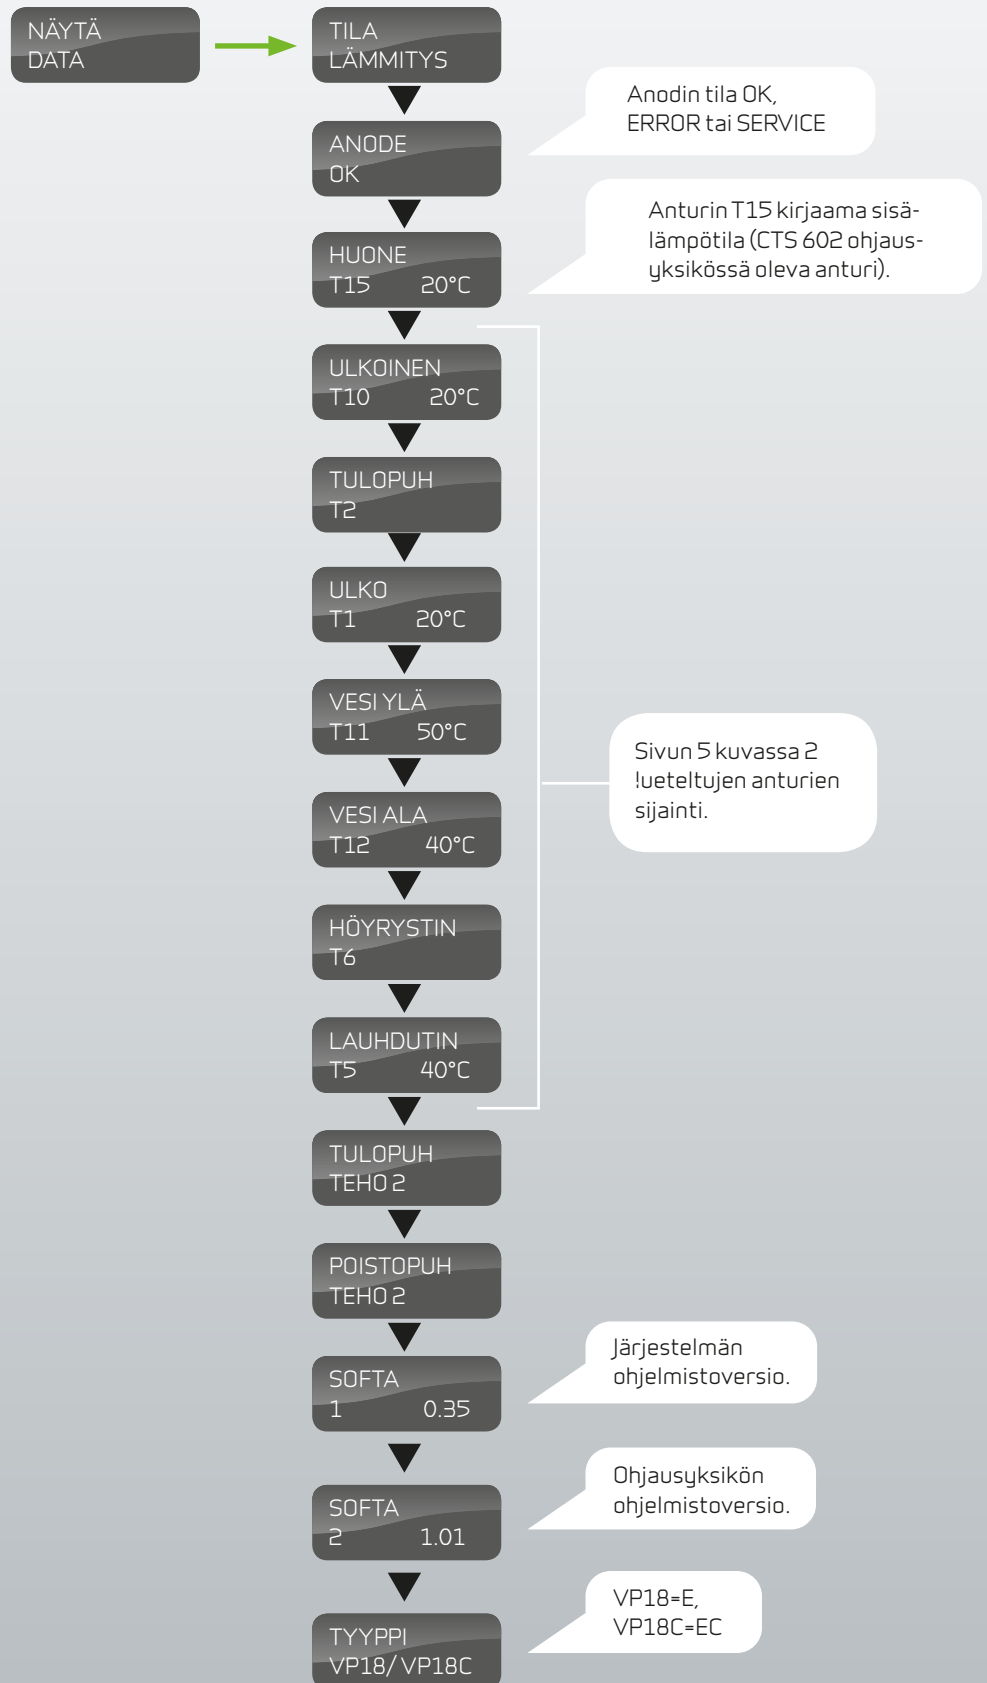 NÄYTÄ
DATA
TILA
LÄMMITYS
ANODE
OK
Anodin tila OK,
ERROR tai SERVICE
HUONE
T15 20°C
Anturin T15 kirjaama sisä-
lämpötila (CTS 602 ohjaus-
yksikössä oleva anturi).
ULKOINEN
T10 20°C
TULOPUH
T2
ULKO
T1 20°C
VESI YLÄ
T11 50°C
VESI ALA
T12 40°C
HÖYRYSTIN
T6
LAUHDUTIN
T5 40°C
Sivun 5 kuvassa 2
lueteltujen anturien
sijainti.
TULOPUH
TEHO 2
POISTOPUH
TEHO 2
SOFTA
1 0.35
Järjestelmän
ohjelmistoversio.
SOFTA
2 1.01
Ohjausyksikön
ohjelmistoversio.
TYYPPI
VP18/ VP18C
VP18=E,
VP18C=EC